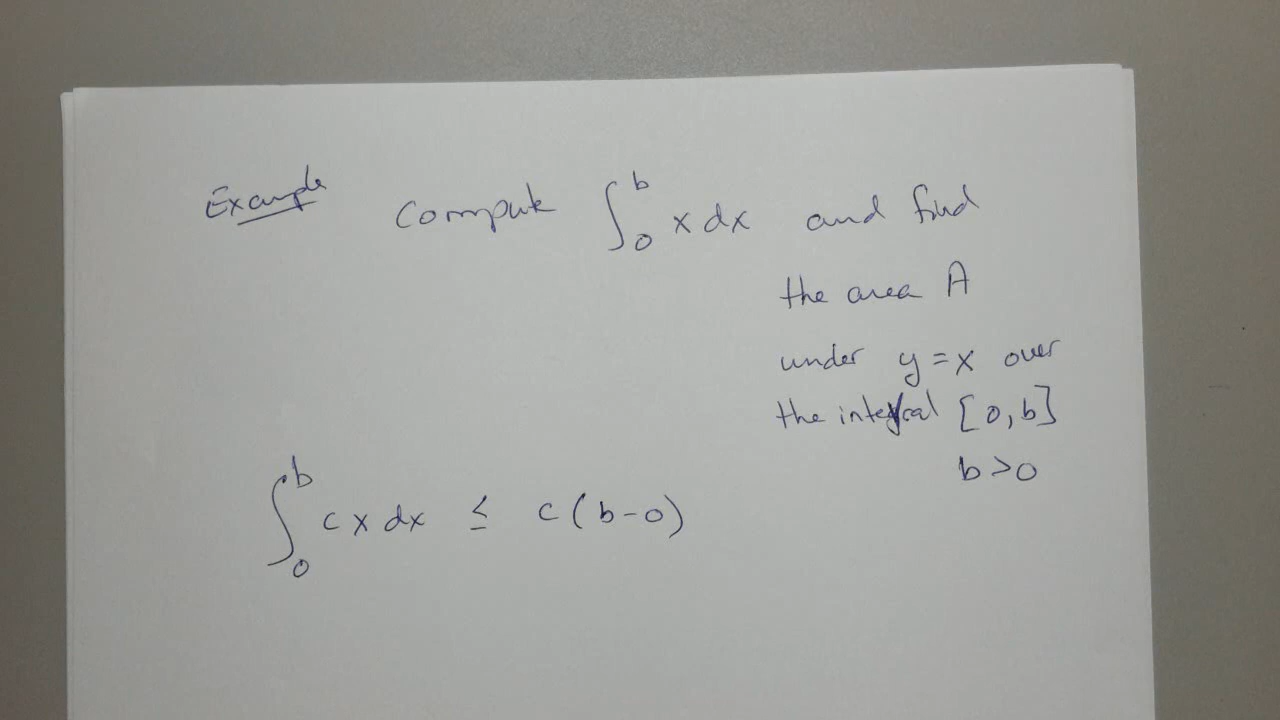 Example Compute ∫₀ᵇ x dx and find
the area A
under y = x over
the interval [0, b]
b > 0
∫₀ᵇ c x dx ≤ c(b-0)